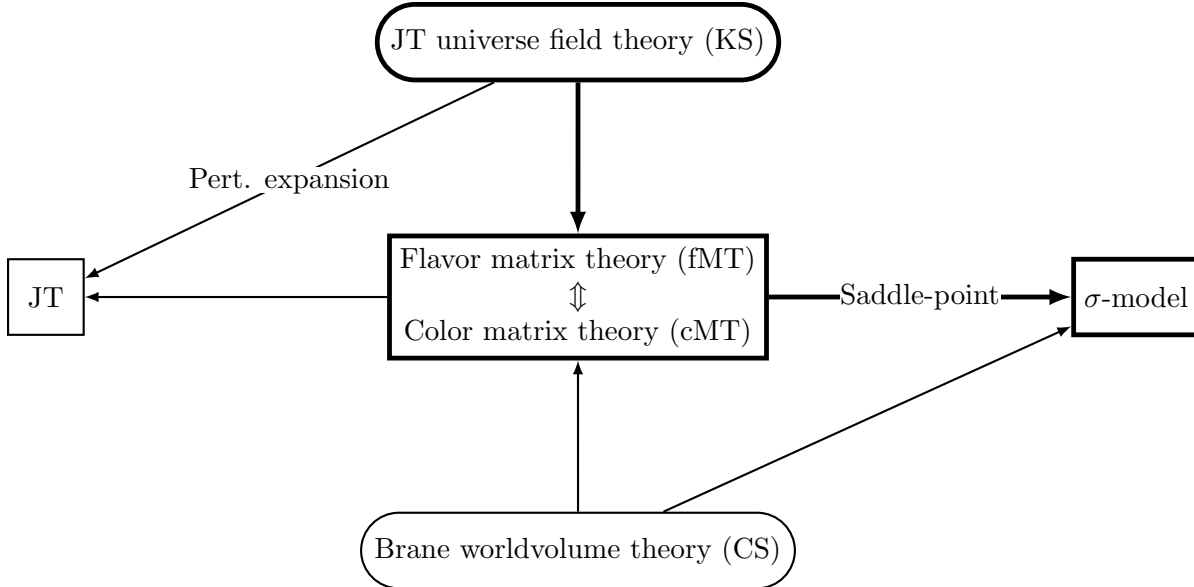 JT universe field theory (KS)
Pert. expansion
Flavor matrix theory (fMT)
⇕
Color matrix theory (cMT)
JT
Saddle-point
σ-model
Brane worldvolume theory (CS)